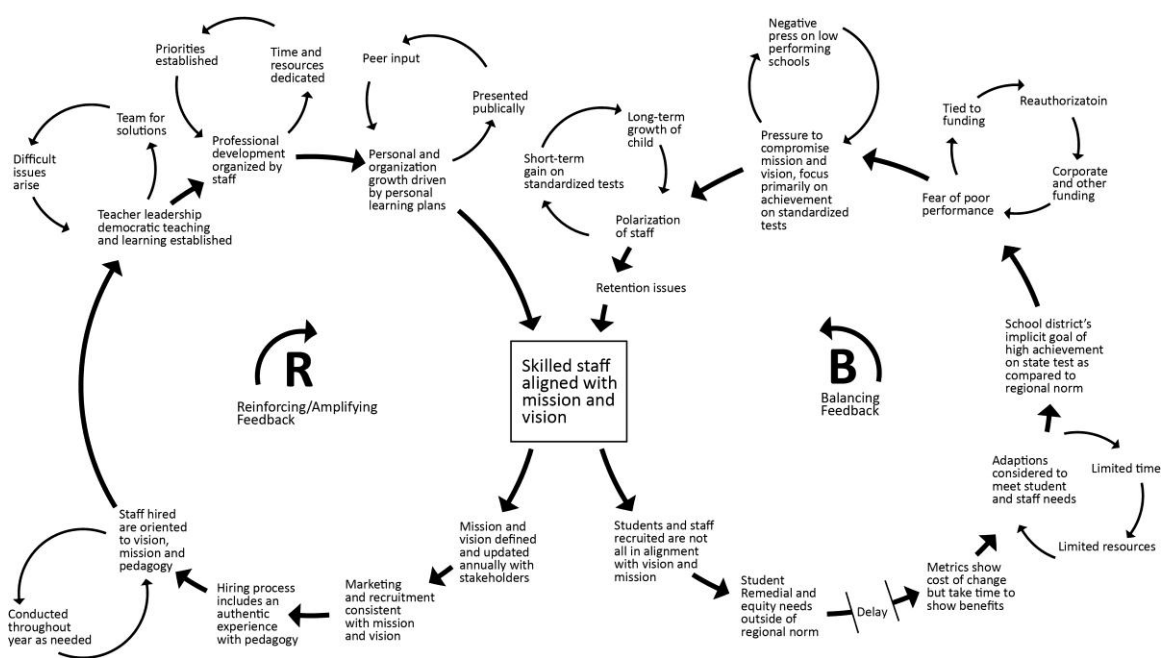 Priorities
established
Time and
resources
dedicated
Team for
solutions
Difficult
issues
arise
Professional
development
organized by
staff
Teacher leadership
democratic teaching
and learning established
Peer input
Presented
publically
Personal and
organization
growth driven
by personal
learning plans
Short-term
gain on
standardized tests
Long-term
growth of
child
Polarization
of staff
Retention issues
Negative
press on low
performing
schools
Pressure to
compromise
mission and
vision, focus
primarily on
achievement
on standardized
tests
Tied to
funding
Reauthorizatoin
Corporate
and other
funding
Fear of poor
performance
School district's
implicit goal of
high achievement
on state test as
compared to
regional norm
R
Reinforcing/Amplifying
Feedback
Skilled staff
aligned with
mission and
vision
B
Balancing
Feedback
Adaptions
considered to
meet student
and staff needs
Limited time
Limited resources
Staff hired
are oriented
to vision,
mission and
pedagogy
Conducted
throughout
year as needed
Hiring process
includes an
authentic
experience
with pedagogy
Marketing
and recruitment
consistent
with mission
and vision
Mission and
vision defined
and updated
annually with
stakeholders
Students and staff
recruited are not
all in alignment
with vision and
mission
Student
Remedial and
equity needs
outside of
regional norm
Delay
Metrics show
cost of change
but take time to
show benefits